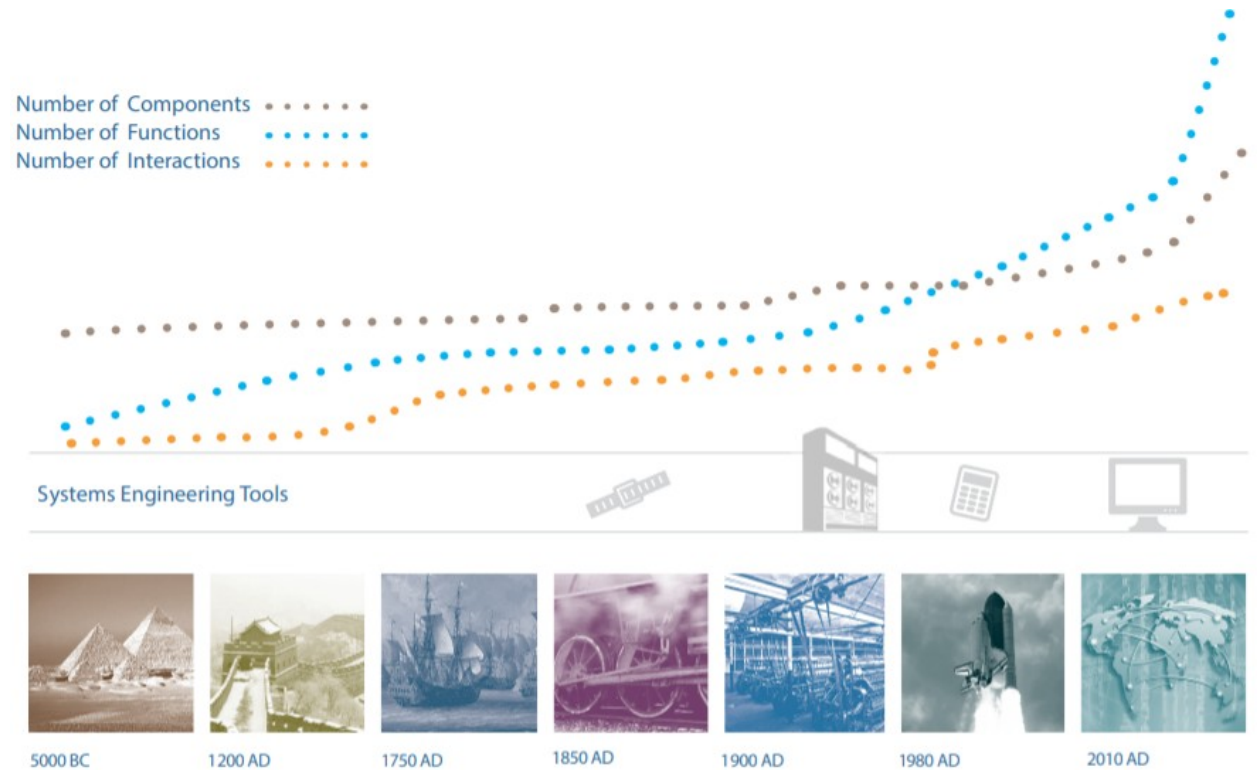 Number of Components
Number of Functions
Number of Interactions
Systems Engineering Tools
5000 BC
1200 AD
1750 AD
1850 AD
1900 AD
1980 AD
2010 AD